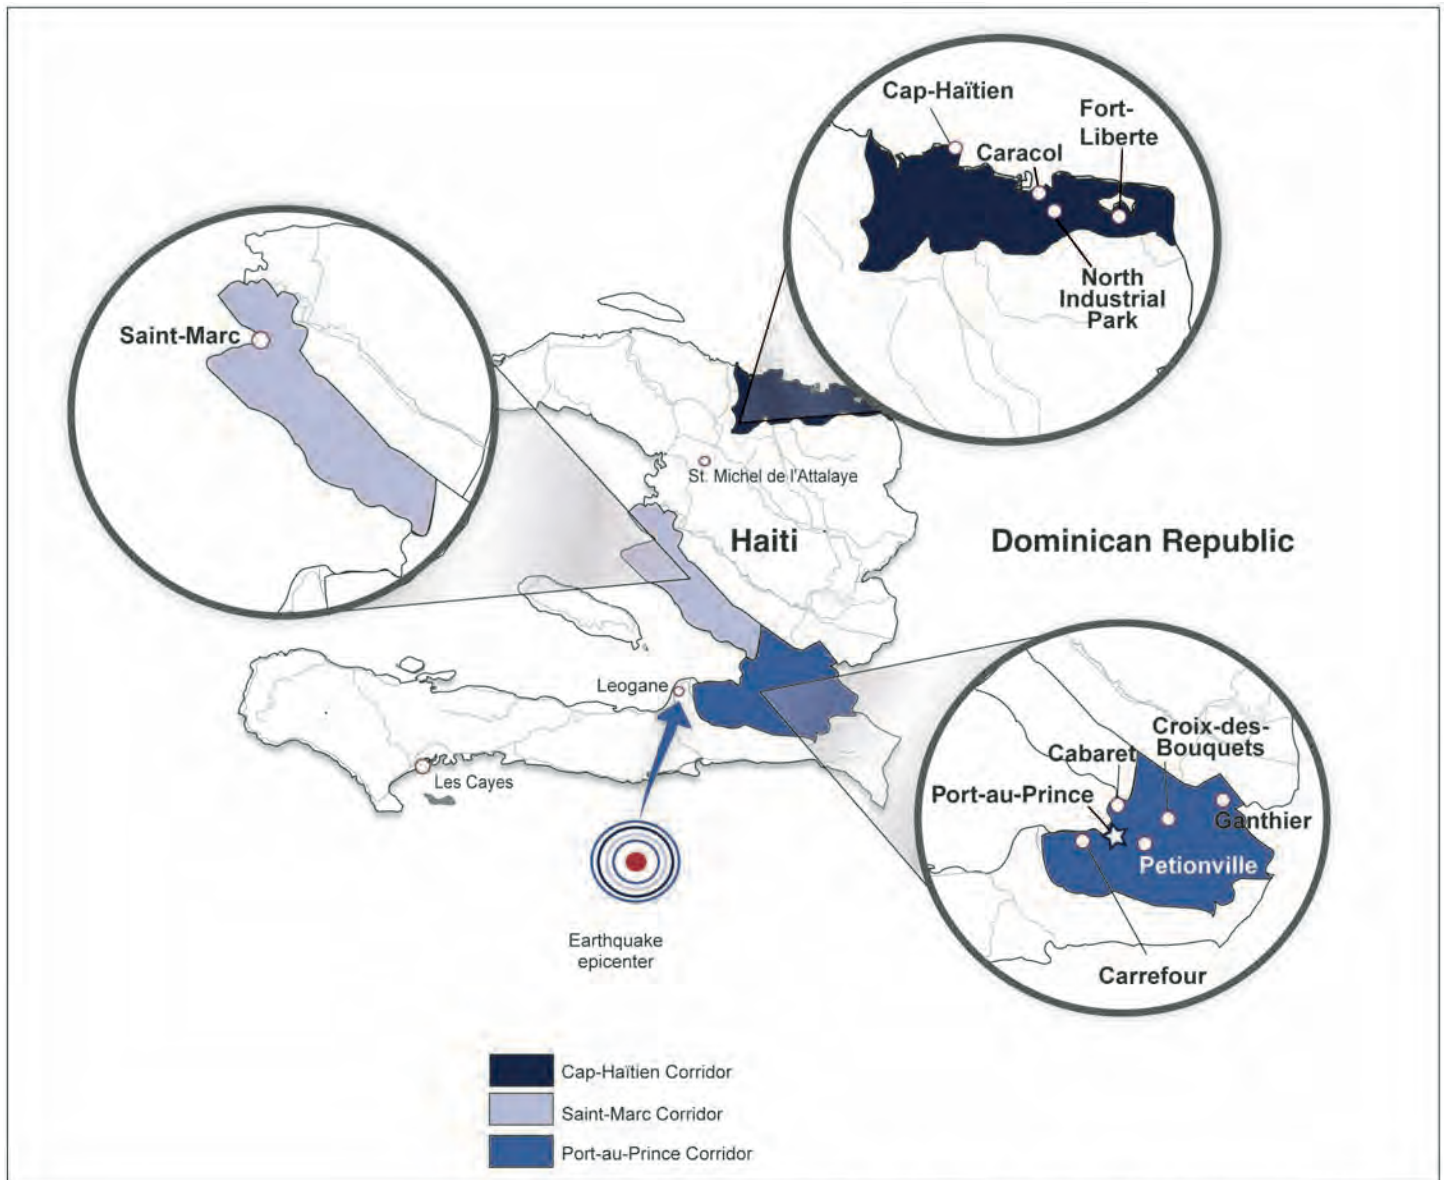 Cap-Haïtien
Fort-
Liberte
Caracol
North
Industrial
Park
Saint-Marc
St. Michel de l'Attalaye
Haiti
Dominican Republic
Leogane
Les Cayes
Croix-des-
Bouquets
Cabaret
Port-au-Prince
Ganthier
Petionville
Carrefour
Earthquake
epicenter
Cap-Haïtien Corridor
Saint-Marc Corridor
Port-au-Prince Corridor